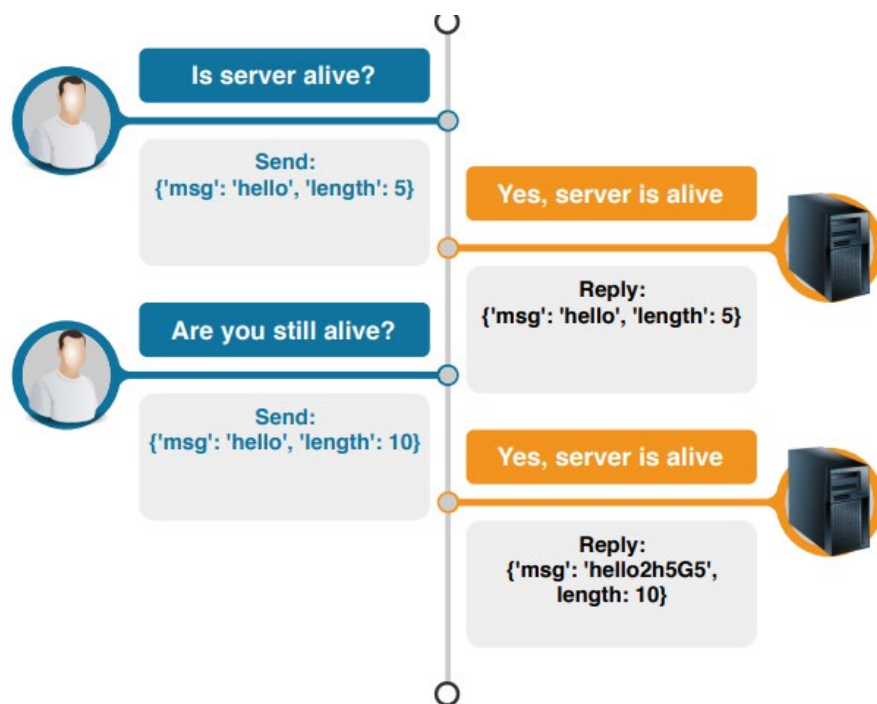 Is server alive?
Send:
{'msg': 'hello', 'length': 5}
Yes, server is alive
Reply:
{'msg': 'hello', 'length': 5}
Are you still alive?
Send:
{'msg': 'hello', 'length': 10}
Yes, server is alive
Reply:
{'msg': 'hello2h5G5',
length: 10}